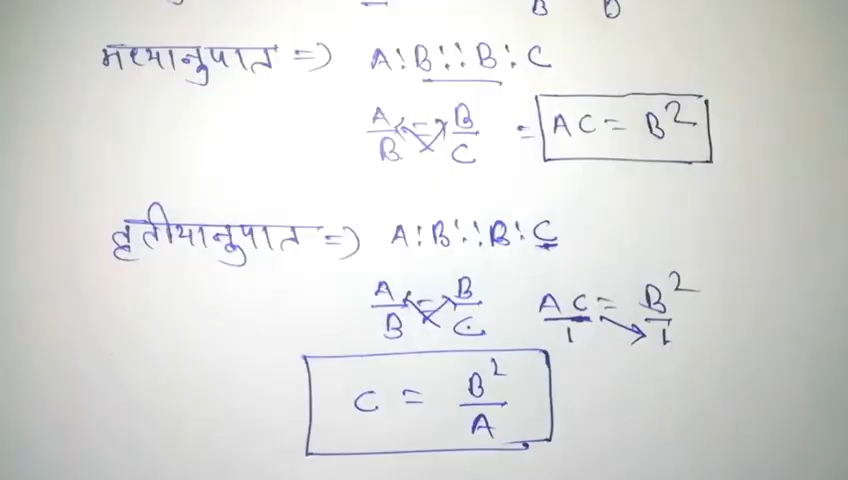 B D
मध्यानुपात => A:B::B:C
A/B = B/C = AC = B²
तृतीयानुपात => A:B::B:C
A/B = B/C AC/1 = B²/1
C = B²/A